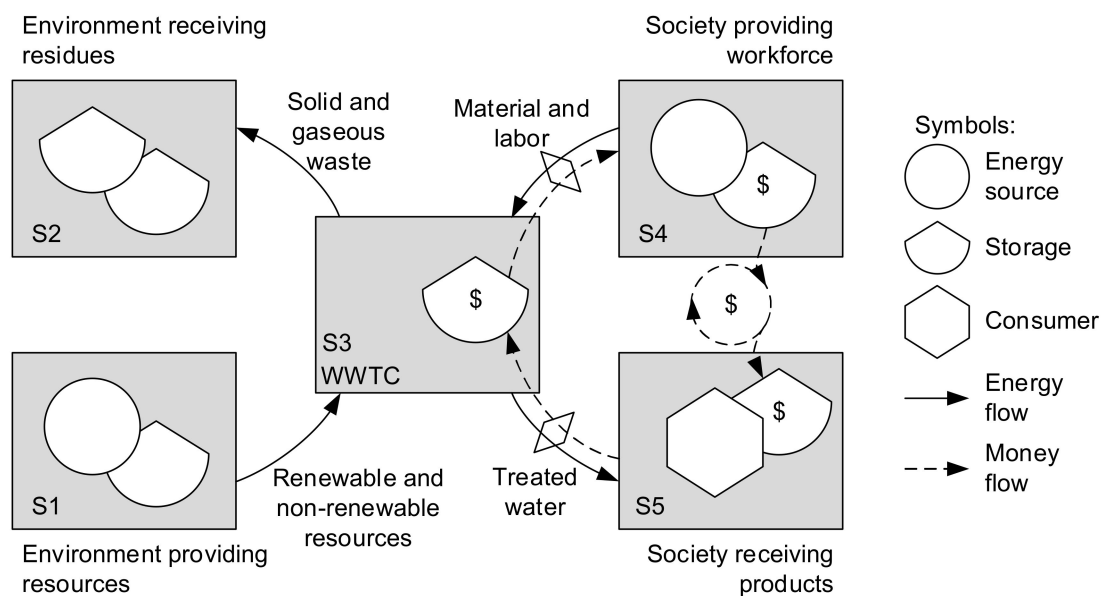 Environment receiving
residues
S2
Solid and
gaseous
waste
Material and
labor
Society providing
workforce
$
S4
Symbols:
Energy
source
Storage
Consumer
Energy
flow
Money
flow
$
S3
WWTC
$
S1
Environment providing
resources
Renewable and
non-renewable
resources
Treated
water
$
S5
Society receiving
products